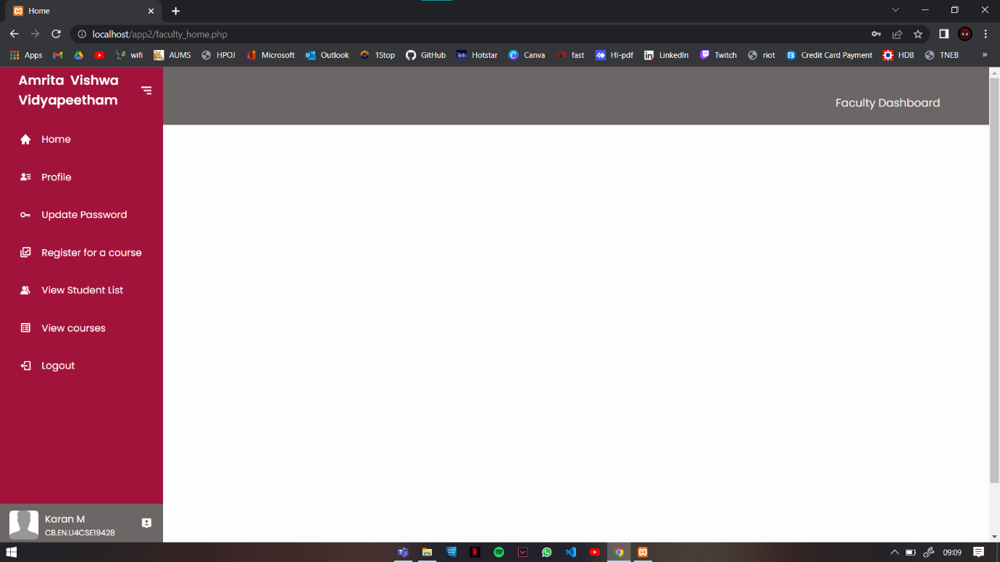 Home
localhost/app2/faculty_home.php
Apps wifi AUMS HPOJ Microsoft Outlook 1Stop GitHub Hotstar Canva fast HI-pdf LinkedIn Twitch riot Credit Card Payment HDB TNEB »
Amrita Vishwa
Vidyapeetham
Faculty Dashboard
Home
Profile
Update Password
Register for a course
View Student List
View courses
Logout
Karan M
CB.EN.U4CSE19428
09:09